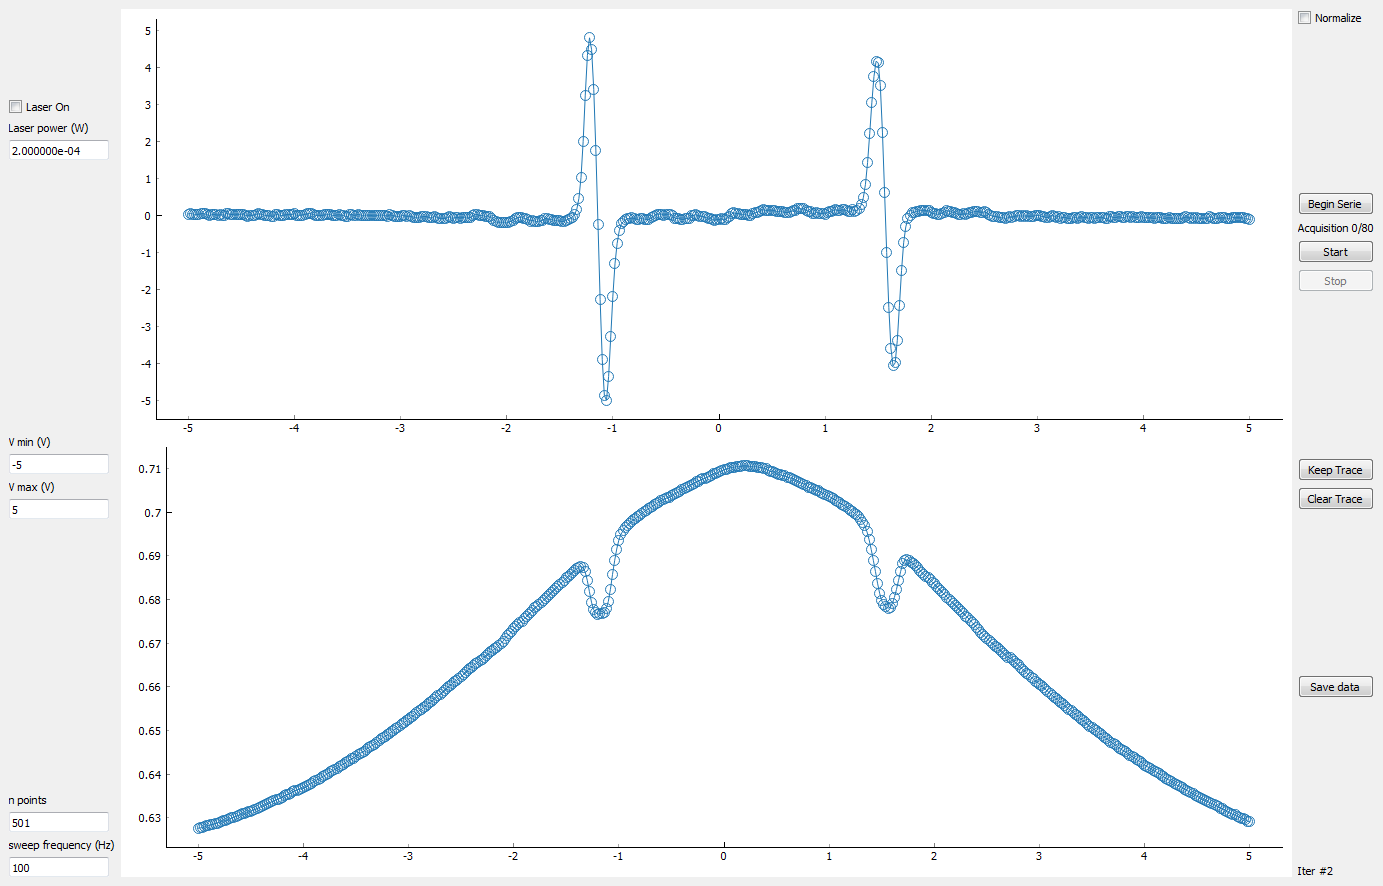 Laser On
Laser power (W)
2.000000e-04
V min (V)
-5
V max (V)
5
n points
501
sweep frequency (Hz)
100
5
4
3
2
1
0
-1
-2
-3
-4
-5
-5 -4 -3 -2 -1 0 1 2 3 4 5
0.71
0.7
0.69
0.68
0.67
0.66
0.65
0.64
0.63
-5 -4 -3 -2 -1 0 1 2 3 4 5
Normalize
Begin Serie
Acquisition 0/80
Start
Stop
Keep Trace
Clear Trace
Save data
Iter #2